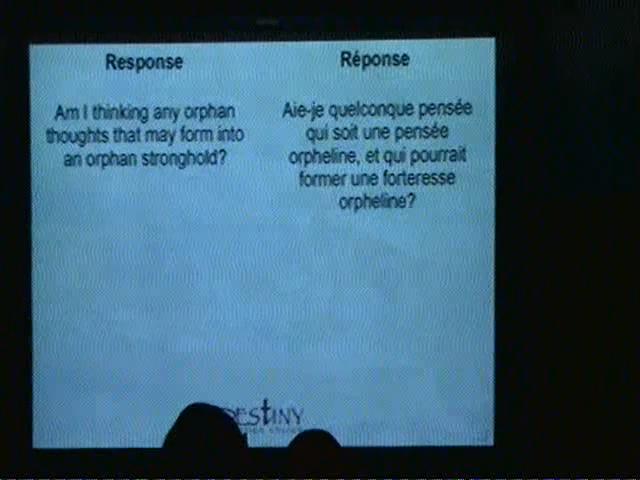 Response
Am I thinking any orphan
thoughts that may form into
an orphan stronghold?
Réponse
Aie-je quelconque pensée
qui soit une pensée
orpheline, et qui pourrait
former une forteresse
orpheline?
DEStINY